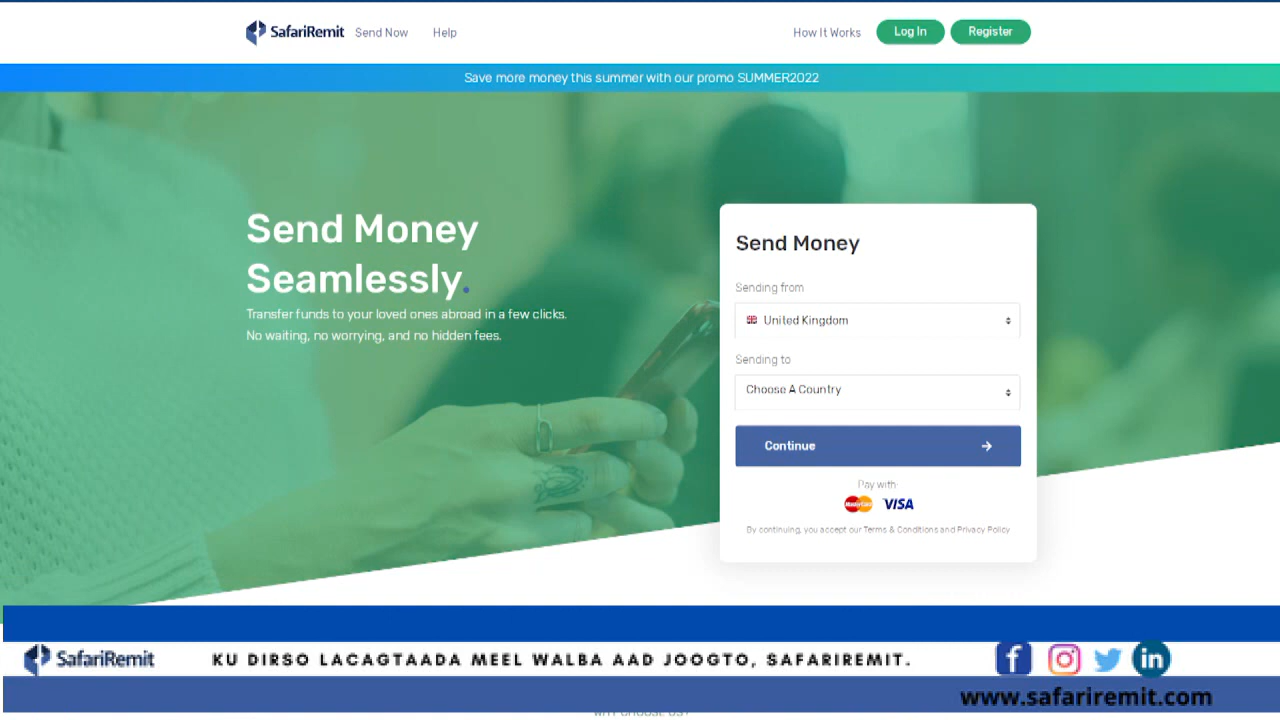 SafariRemit Send Now Help How It Works Log In Register
Save more money this summer with our promo SUMMER2022
Send Money
Seamlessly.
Transfer funds to your loved ones abroad in a few clicks.
No waiting, no worrying, and no hidden fees.
Send Money
Sending from
United Kingdom
Sending to
Choose A Country
Continue
Pay with:
MasterCard VISA
By continuing, you accept our Terms & Conditions and Privacy Policy
SafariRemit KU DIRSO LACAGTAADA MEEL WALBA AAD JOOGTO, SAFARIREMIT.
www.safariremit.com